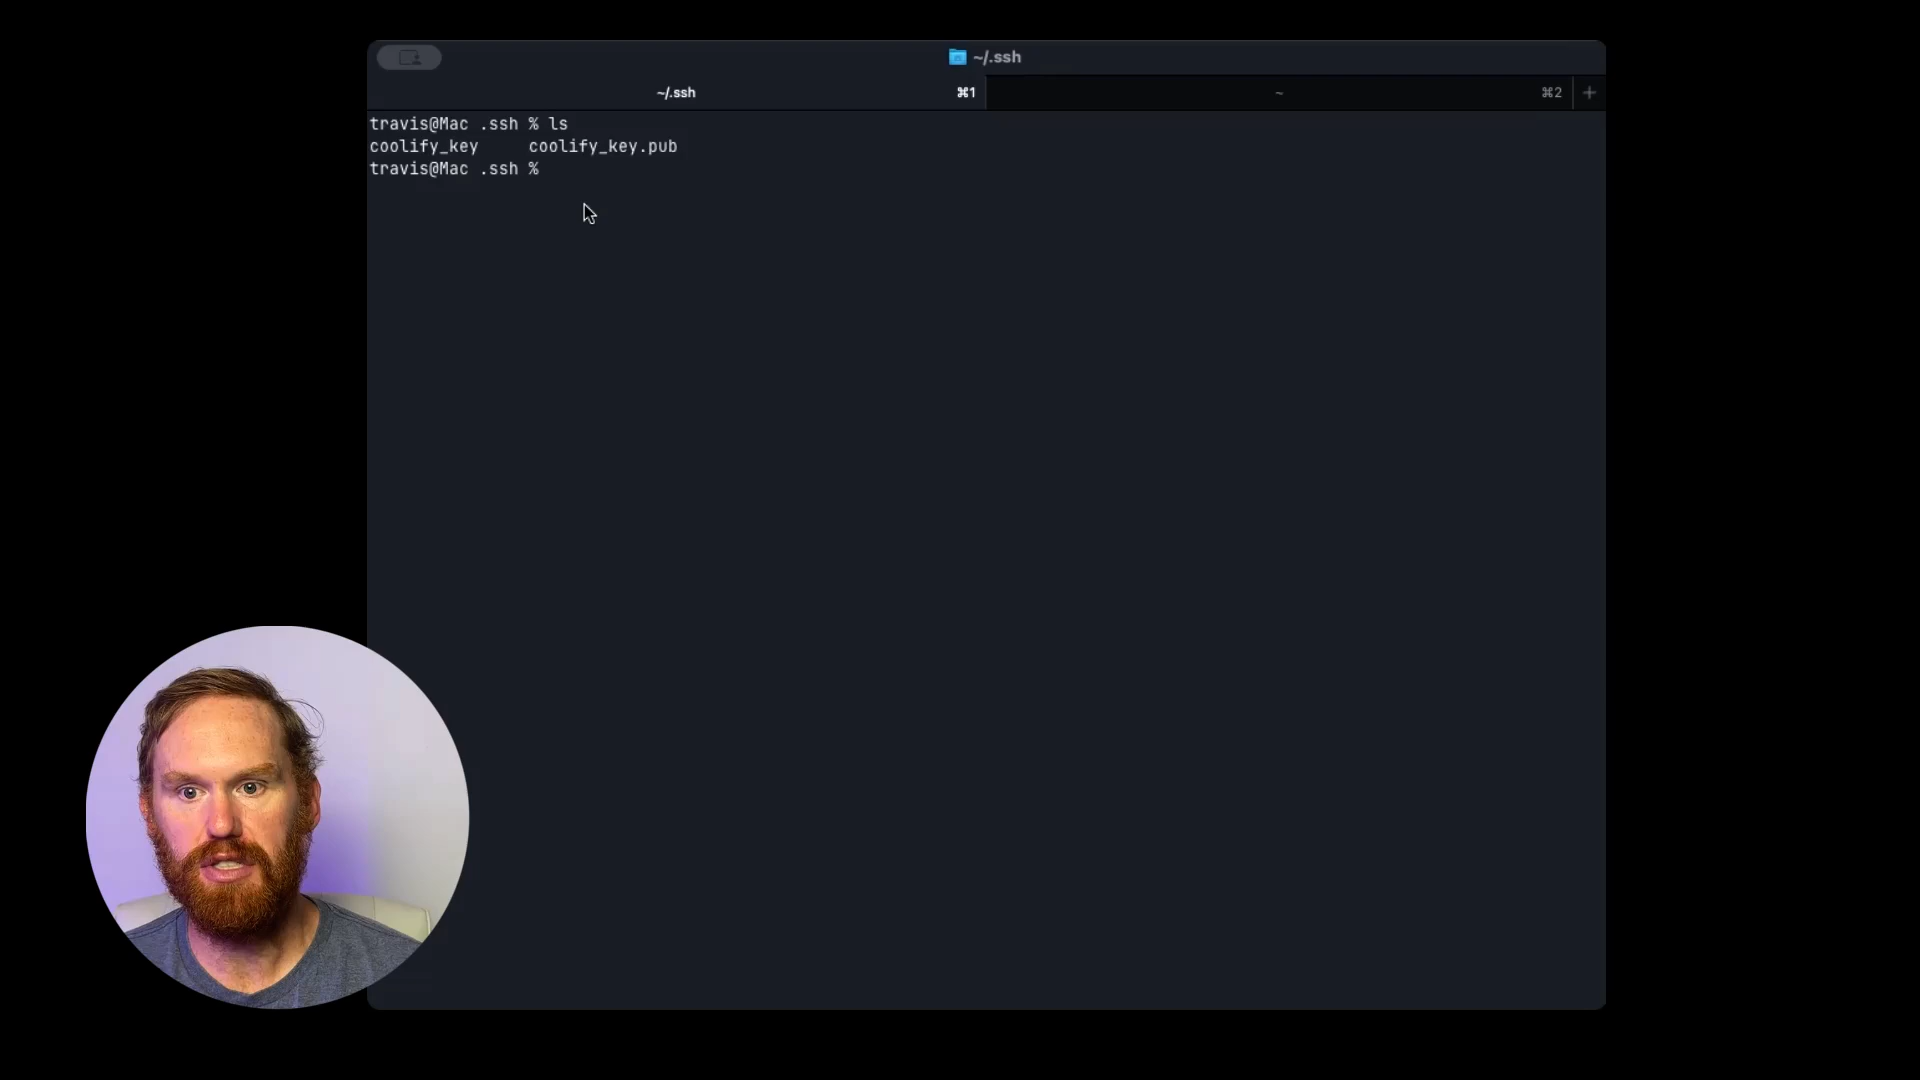 ~/.ssh
~/.ssh ⌘1 ~ ⌘2 +
travis@Mac .ssh % ls
coolify_key coolify_key.pub
travis@Mac .ssh %